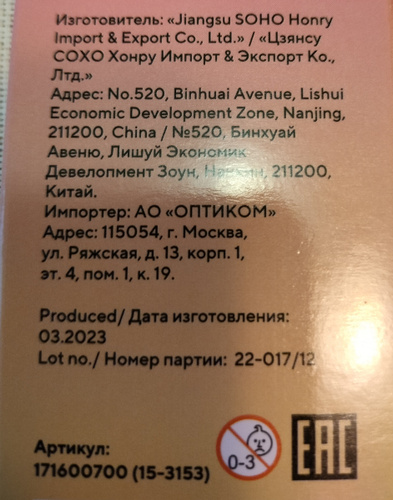 Изготовитель: «Jiangsu SOHO Honry
Import & Export Co., Ltd.» / «Цзянсу
СОХО Хонру Импорт & Экспорт Ко.,
Лтд.»
Адрес: No.520, Binhuai Avenue, Lishui
Economic Development Zone, Nanjing,
211200, China / №520, Бинхуай
Авеню, Лишуй Экономик
Девелопмент Зоун, Нанкин, 211200,
Китай.
Импортер: АО «ОПТИКОМ»
Адрес: 115054, г. Москва,
ул. Ряжская, д. 13, корп. 1,
эт. 4, пом. 1, к. 19.
Produced/ Дата изготовления:
03.2023
Lot no./ Номер партии: 22-017/12
Артикул:
171600700 (15-3153)
0-3
EAC